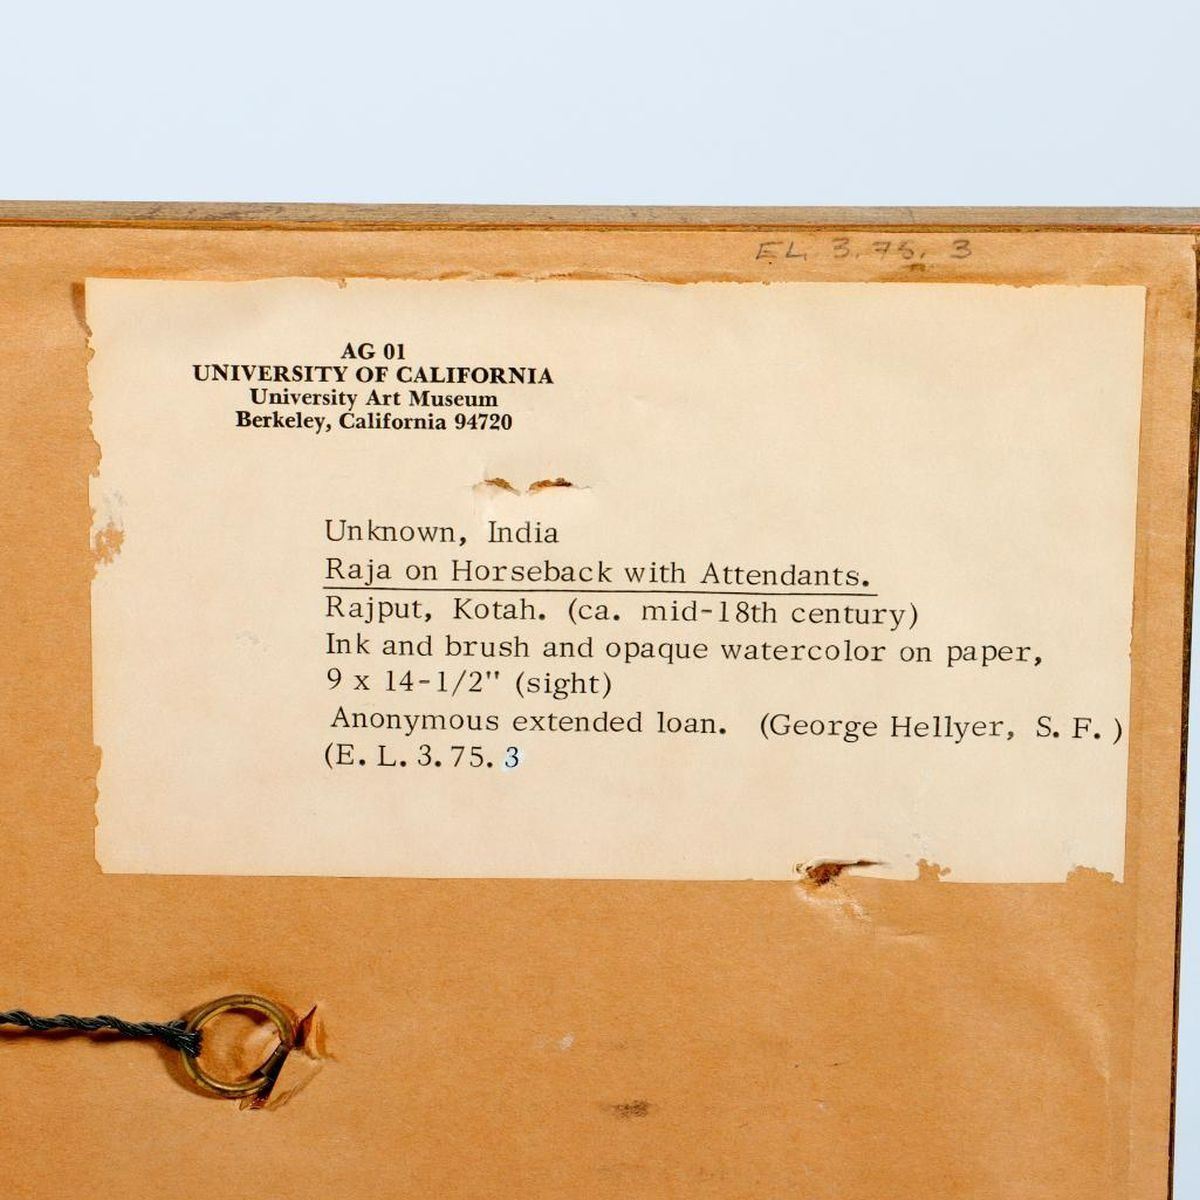 EL. 3.75. 3
AG 01
UNIVERSITY OF CALIFORNIA
University Art Museum
Berkeley, California 94720
Unknown, India
Raja on Horseback with Attendants.
Rajput, Kotah. (ca. mid-18th century)
Ink and brush and opaque watercolor on paper,
9 x 14-1/2" (sight)
Anonymous extended loan. (George Hellyer, S. F. )
(E. L. 3. 75. 3